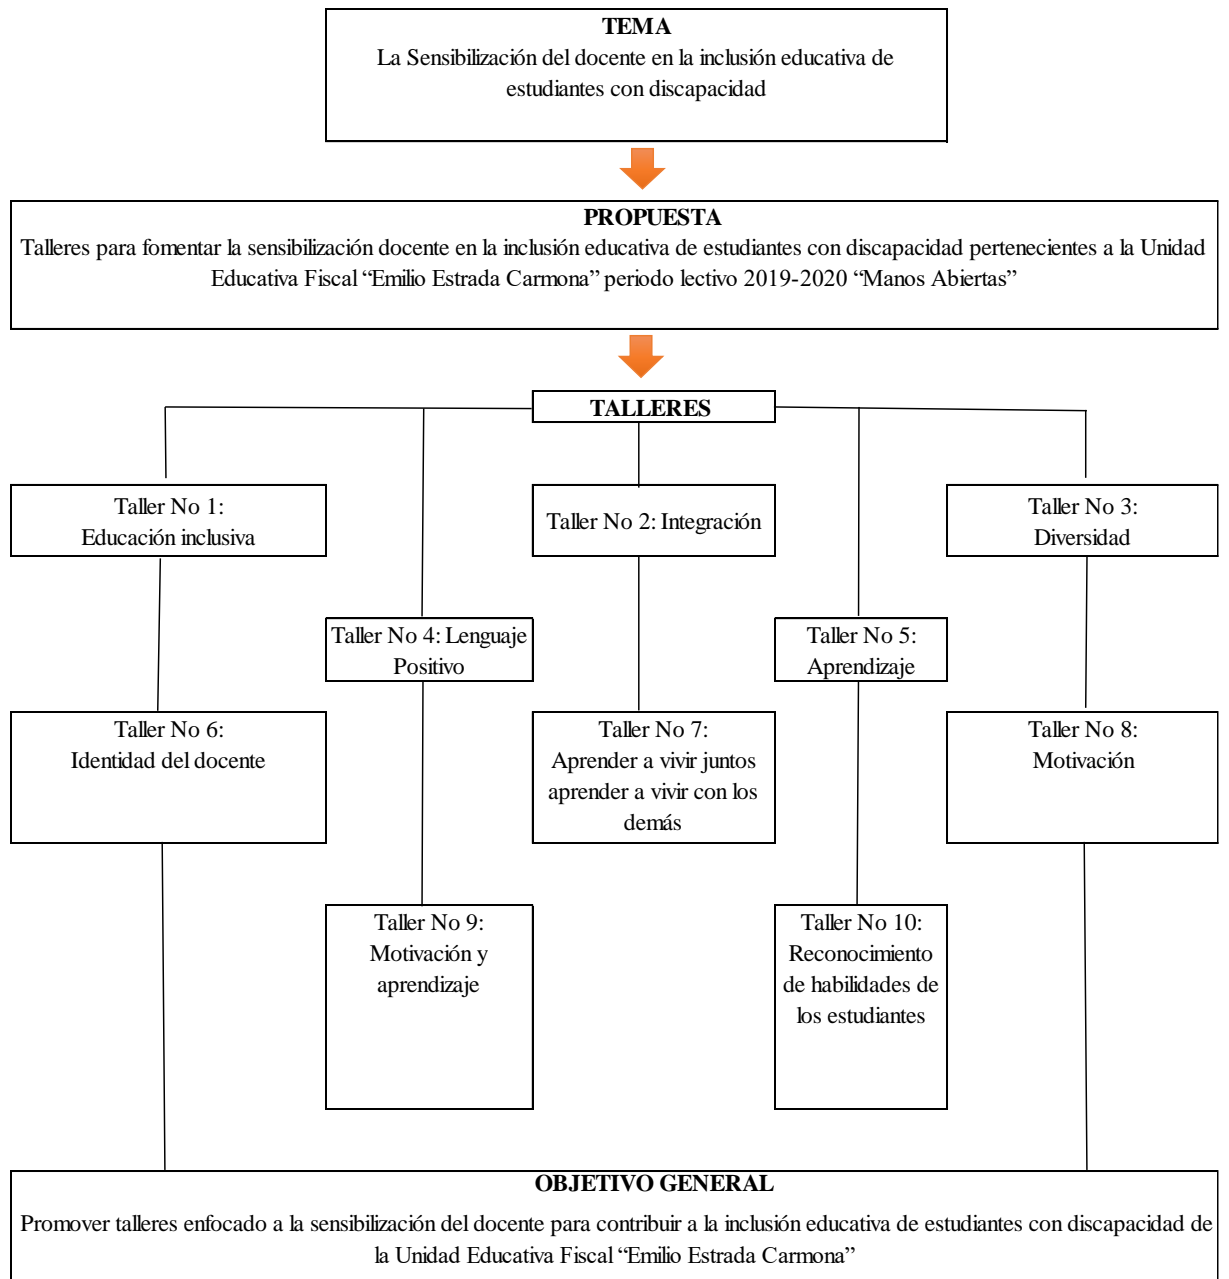 TEMA
La Sensibilización del docente en la inclusión educativa de
estudiantes con discapacidad
PROPUESTA
Talleres para fomentar la sensibilización docente en la inclusión educativa de estudiantes con discapacidad pertenecientes a la Unidad
Educativa Fiscal “Emilio Estrada Carmona” periodo lectivo 2019-2020 “Manos Abiertas”
TALLERES
Taller No 1:
Educación inclusiva
Taller No 2: Integración
Taller No 3:
Diversidad
Taller No 4: Lenguaje
Positivo
Taller No 5:
Aprendizaje
Taller No 6:
Identidad del docente
Taller No 7:
Aprender a vivir juntos
aprender a vivir con los
demás
Taller No 8:
Motivación
Taller No 9:
Motivación y
aprendizaje
Taller No 10:
Reconocimiento
de habilidades de
los estudiantes
OBJETIVO GENERAL
Promover talleres enfocado a la sensibilización del docente para contribuir a la inclusión educativa de estudiantes con discapacidad de
la Unidad Educativa Fiscal “Emilio Estrada Carmona”